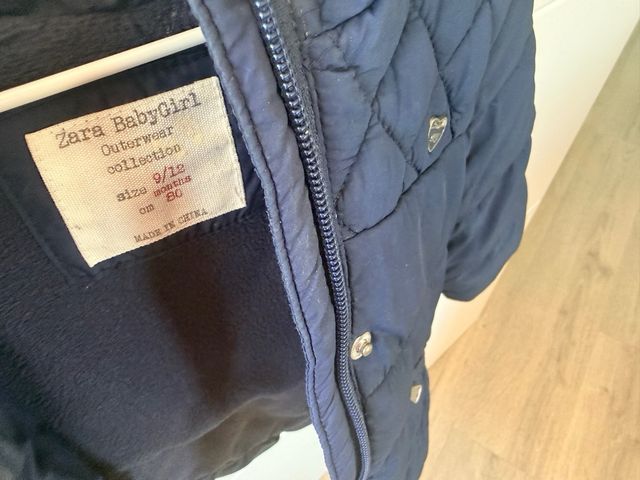 Zara BabyGirl
Outerwear
collection
size 9/12
months
cm 80
MADE IN CHINA